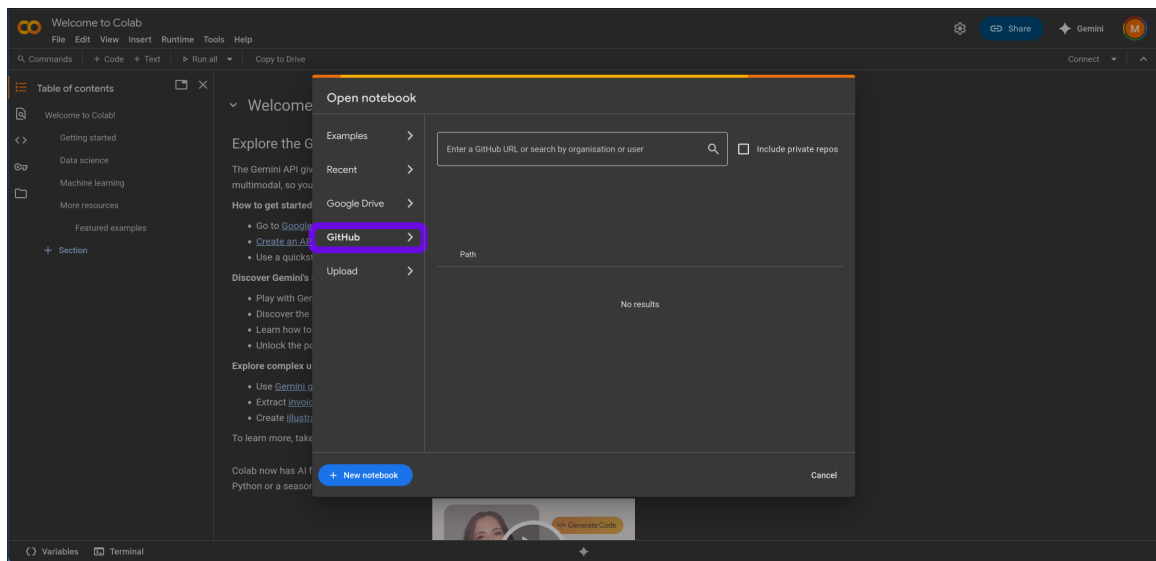 Welcome to Colab
File Edit View Insert Runtime Tools Help
Share
Gemini
M
Commands + Code + Text Run all Copy to Drive
Connect
Table of contents
Welcome to Colab!
Getting started
Data science
Machine learning
More resources
Featured examples
+ Section
Welcome
Explore the G
The Gemini API
multimodal, so you
How to get started
Go to Google
Create an AP
Use a quickst
Discover Gemini's
Play with Gem
Discover the
Learn how to
Unlock the po
Explore complex u
Use Gemini g
Extract invoic
Create illustra
To learn more, take
Colab now has AI f
Python or a season
Open notebook
Examples
Recent
Google Drive
GitHub
Upload
Enter a GitHub URL or search by organisation or user
Include private repos
Path
No results
+ New notebook
Cancel
Generate Code
Variables Terminal